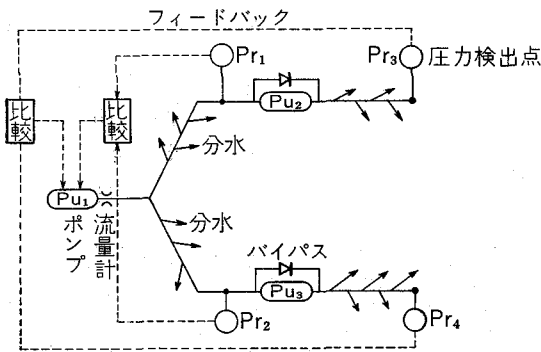 フィードバック
Pr₁
Pr₃
圧力検出点
比較
比較
Pu₂
分水
Pu₁
ポンプ
流量計
分水
バイパス
Pu₃
Pr₂
Pr₄